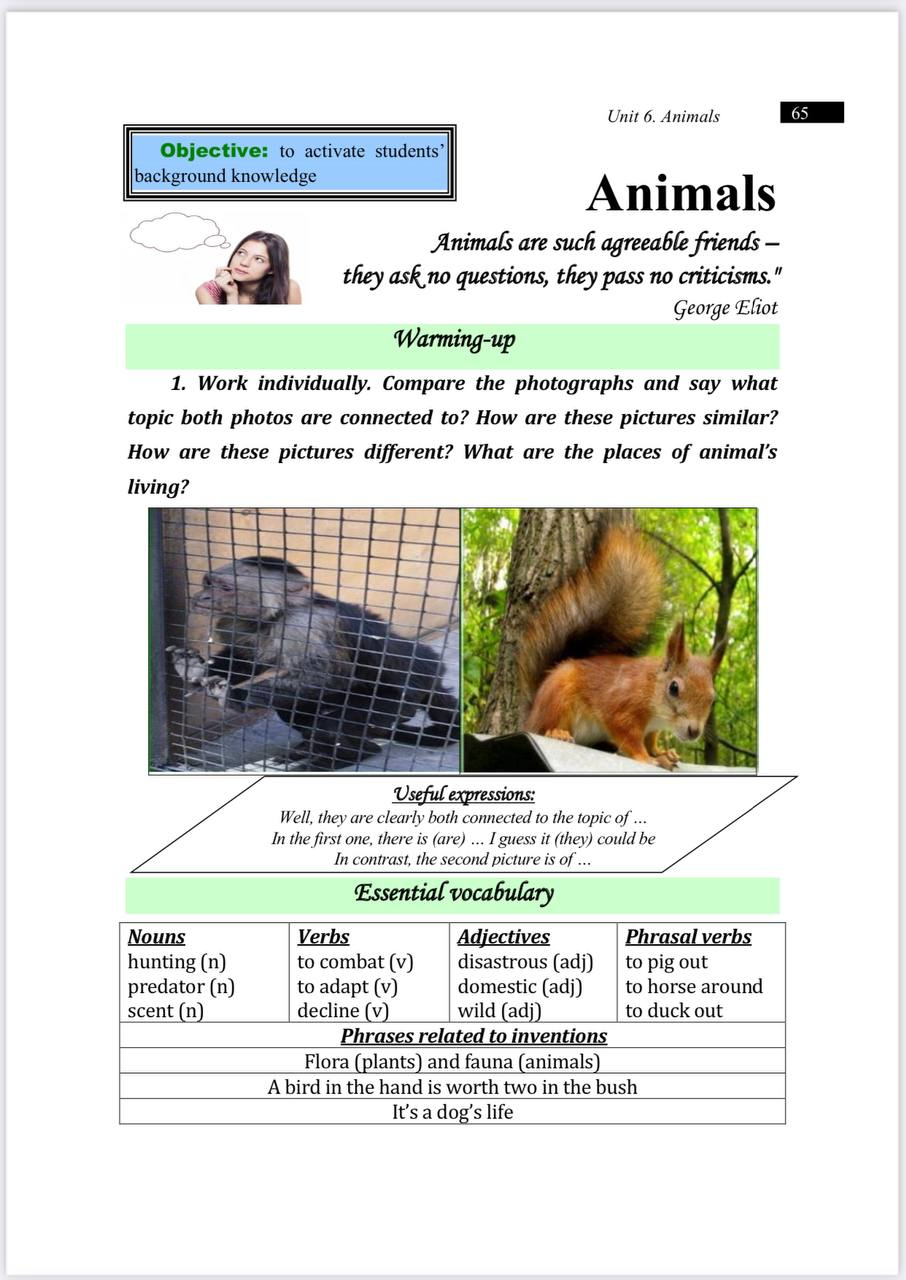 Unit 6. Animals
65
Objective: to activate students’
background knowledge
Animals
Animals are such agreeable friends –
they ask no questions, they pass no criticisms."
George Eliot
Warming-up
1. Work individually. Compare the photographs and say what
topic both photos are connected to? How are these pictures similar?
How are these pictures different? What are the places of animal’s
living?
Useful expressions:
Well, they are clearly both connected to the topic of …
In the first one, there is (are) … I guess it (they) could be
In contrast, the second picture is of …
Essential vocabulary
Nouns
hunting (n)
predator (n)
scent (n)
Verbs
to combat (v)
to adapt (v)
decline (v)
Adjectives
disastrous (adj)
domestic (adj)
wild (adj)
Phrasal verbs
to pig out
to horse around
to duck out
Phrases related to inventions
Flora (plants) and fauna (animals)
A bird in the hand is worth two in the bush
It’s a dog’s life